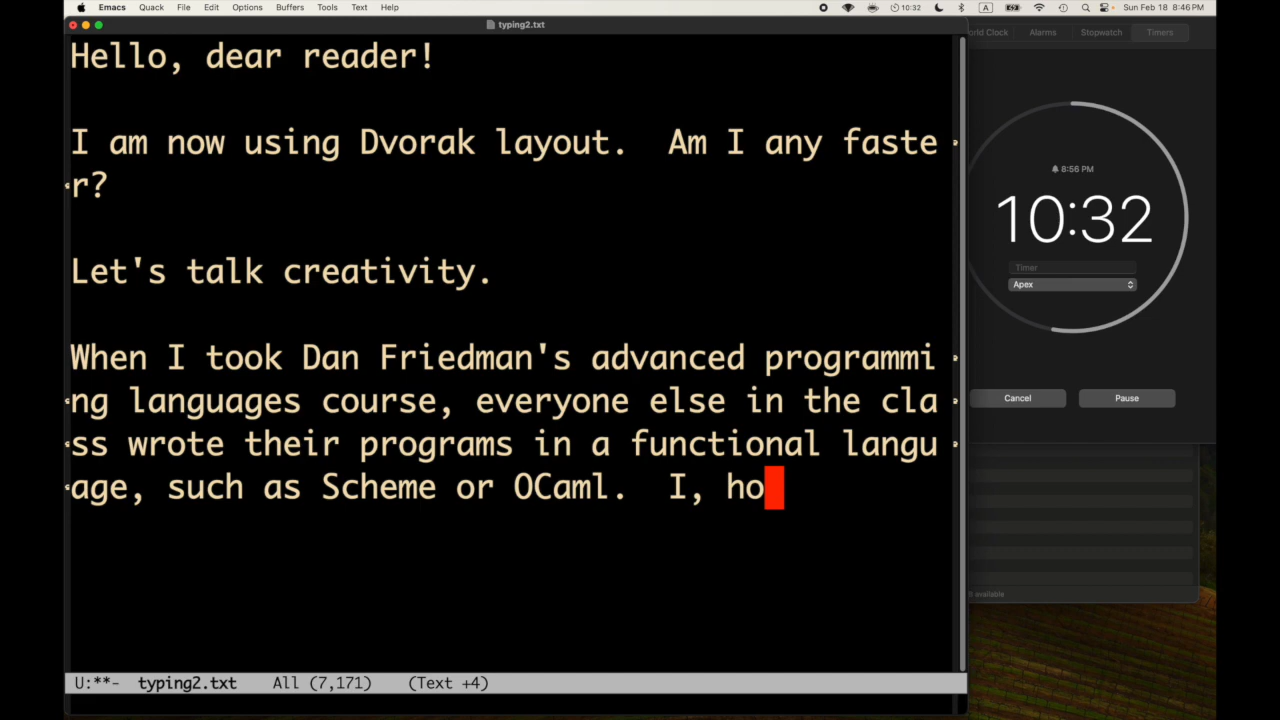 Emacs Quack File Edit Options Buffers Tools Text Help 10:32 A Sun Feb 18 8:46 PM
typing2.txt
Hello, dear reader!
I am now using Dvorak layout.  Am I any faste
r?
Let's talk creativity.
When I took Dan Friedman's advanced programmi
ng languages course, everyone else in the cla
ss wrote their programs in a functional langu
age, such as Scheme or OCaml.  I, ho
U:**-  typing2.txt    All (7,171)    (Text +4)
orld Clock Alarms Stopwatch Timers
8:56 PM
10:32
Timer
Apex
Cancel Pause
available